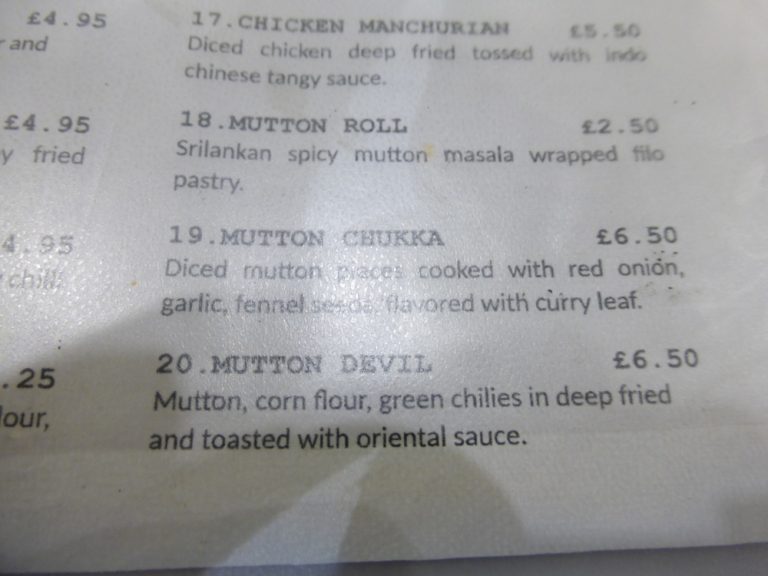 £4.95
and
£4.95
y fried
4.95
chilli
.25
lour,
17.CHICKEN MANCHURIAN £5.50
Diced chicken deep fried tossed with indo
chinese tangy sauce.
18.MUTTON ROLL £2.50
Srilankan spicy mutton masala wrapped filo
pastry.
19.MUTTON CHUKKA £6.50
Diced mutton pieces cooked with red onion,
garlic, fennel seeds, flavored with curry leaf.
20.MUTTON DEVIL £6.50
Mutton, corn flour, green chilies in deep fried
and toasted with oriental sauce.